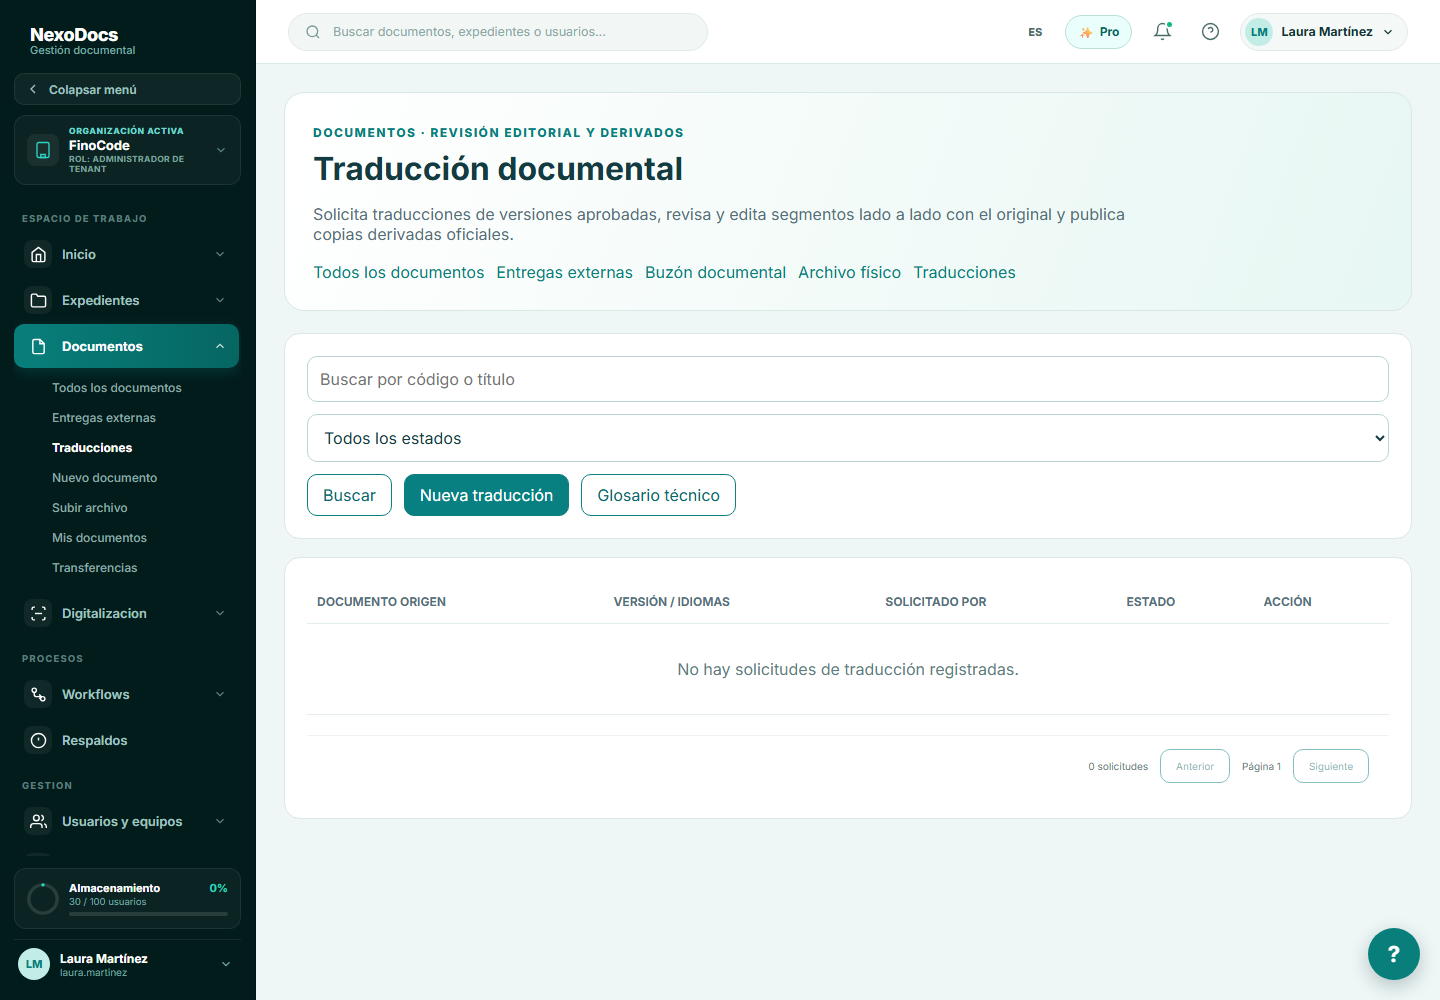 NexoDocs
Gestión documental
Colapsar menú
ORGANIZACIÓN ACTIVA
FinoCode
ROL: ADMINISTRADOR DE
TENANT
ESPACIO DE TRABAJO
Inicio
Expedientes
Documentos
Todos los documentos
Entregas externas
Traducciones
Nuevo documento
Subir archivo
Mis documentos
Transferencias
Digitalizacion
PROCESOS
Workflows
Respaldos
GESTION
Usuarios y equipos
Almacenamiento 0%
30 / 100 usuarios
LM Laura Martínez
laura.martinez
Buscar documentos, expedientes o usuarios...
ES
Pro
LM Laura Martínez
DOCUMENTOS · REVISIÓN EDITORIAL Y DERIVADOS
Traducción documental
Solicita traducciones de versiones aprobadas, revisa y edita segmentos lado a lado con el original y publica
copias derivadas oficiales.
Todos los documentos Entregas externas Buzón documental Archivo físico Traducciones
Buscar por código o título
Todos los estados
Buscar Nueva traducción Glosario técnico
DOCUMENTO ORIGEN VERSIÓN / IDIOMAS SOLICITADO POR ESTADO ACCIÓN
No hay solicitudes de traducción registradas.
0 solicitudes Anterior Página 1 Siguiente
?